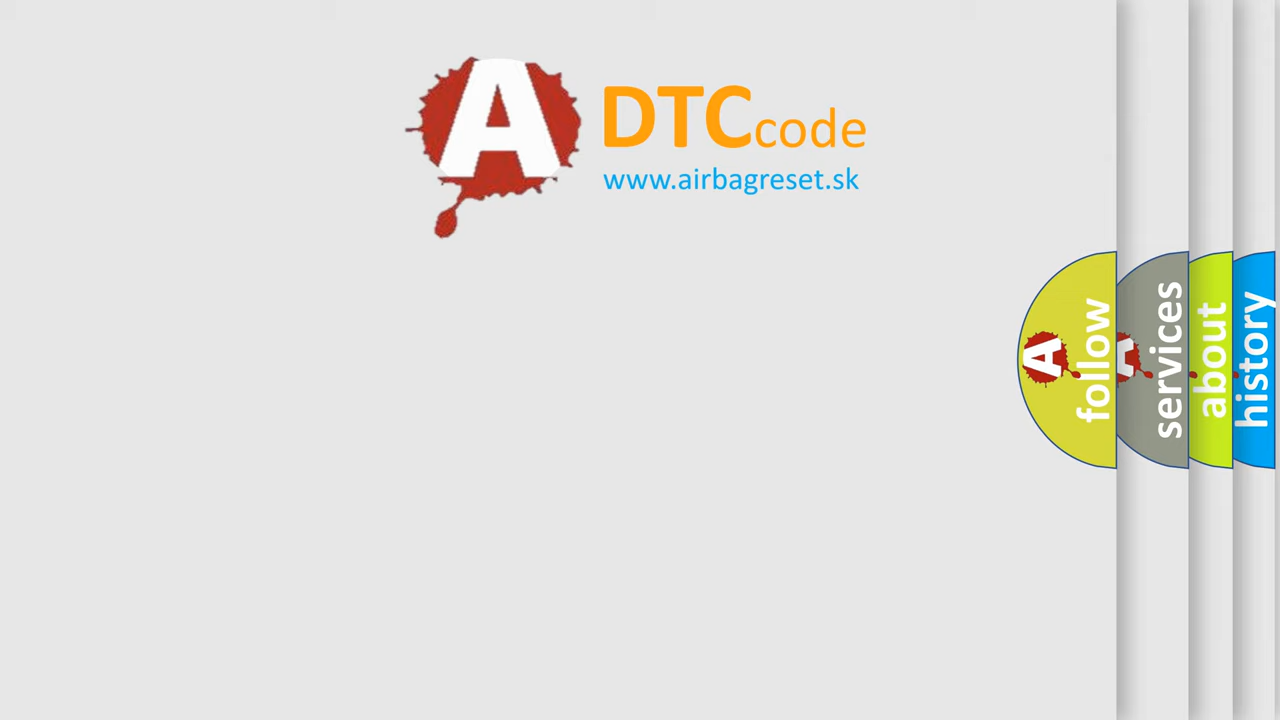 A
DTCcode
www.airbagreset.sk
A
follow
A
services
about
history